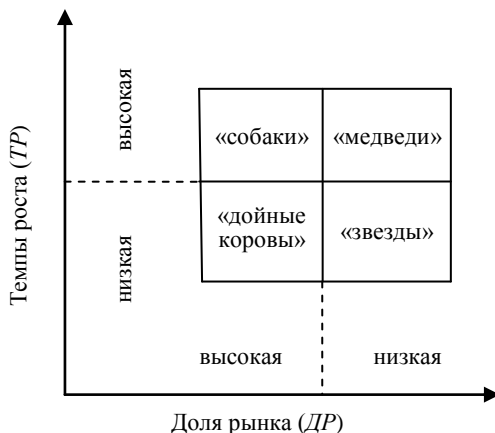 Темпы роста (ТР)
высокая
низкая
«собаки»
«медведи»
«дойные
коровы»
«звезды»
высокая
низкая
Доля рынка (ДР)